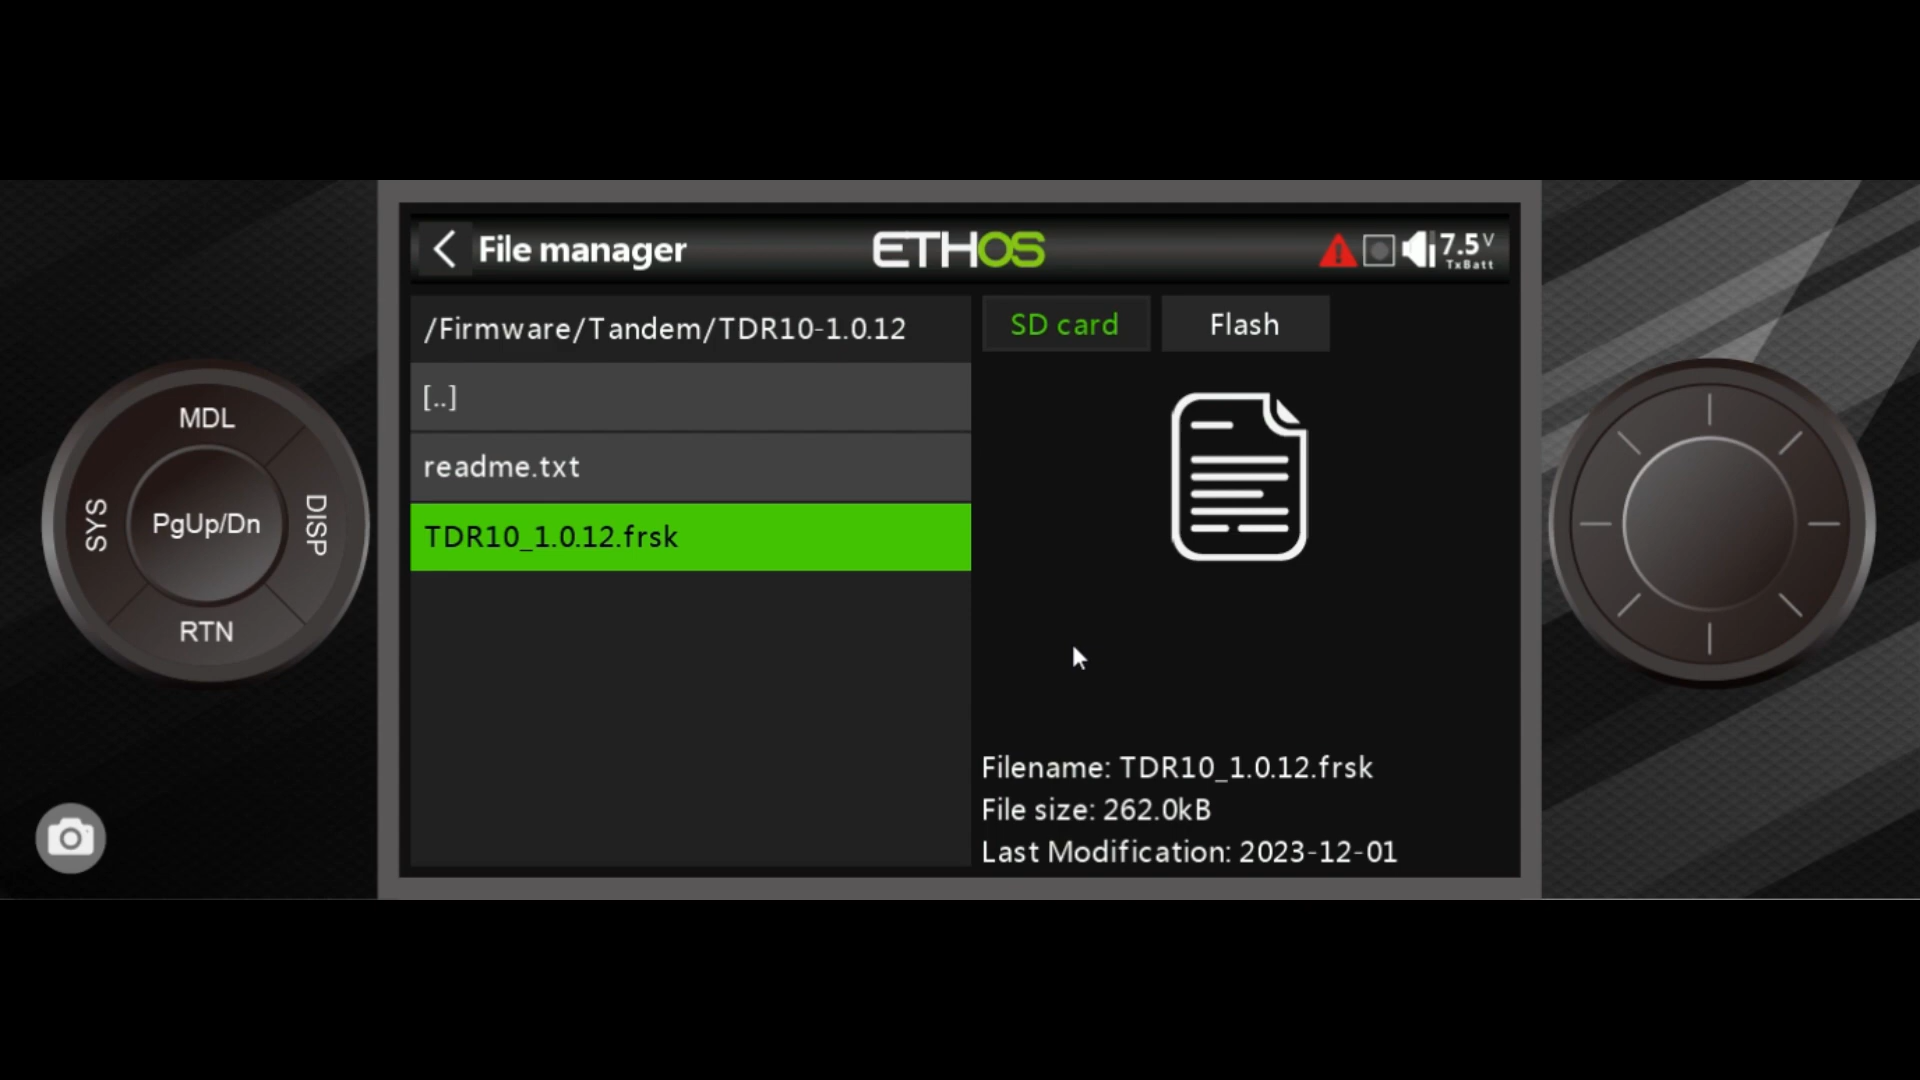 File manager
ETHOS
7.5V
TxBatt
/Firmware/Tandem/TDR10-1.0.12
[..]
readme.txt
TDR10_1.0.12.frsk
SD card
Flash
Filename: TDR10_1.0.12.frsk
File size: 262.0kB
Last Modification: 2023-12-01
MDL
SYS
PgUp/Dn
DISP
RTN